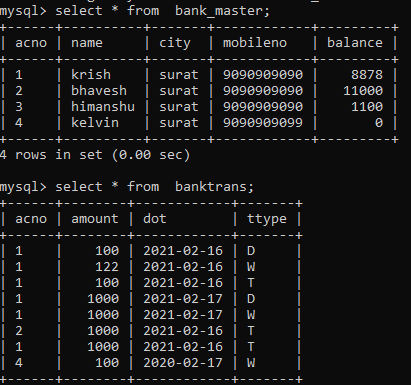 mysql> select * from  bank_master;
+------+----------+-------+------------+---------+
| acno | name     | city  | mobileno   | balance |
+------+----------+-------+------------+---------+
| 1    | krish    | surat | 9090909090 |    8878 |
| 2    | bhavesh  | surat | 9090909090 |   11000 |
| 3    | himanshu | surat | 9090909090 |    1100 |
| 4    | kelvin   | surat | 9090909099 |       0 |
+------+----------+-------+------------+---------+
4 rows in set (0.00 sec)
mysql> select * from  banktrans;
+------+--------+------------+-------+
| acno | amount | dot        | ttype |
+------+--------+------------+-------+
| 1    |    100 | 2021-02-16 | D     |
| 1    |    122 | 2021-02-16 | W     |
| 1    |    100 | 2021-02-16 | T     |
| 1    |   1000 | 2021-02-17 | D     |
| 1    |   1000 | 2021-02-17 | W     |
| 2    |   1000 | 2021-02-16 | T     |
| 1    |   1000 | 2021-02-16 | T     |
| 4    |    100 | 2020-02-17 | W     |
+------+--------+------------+-------+